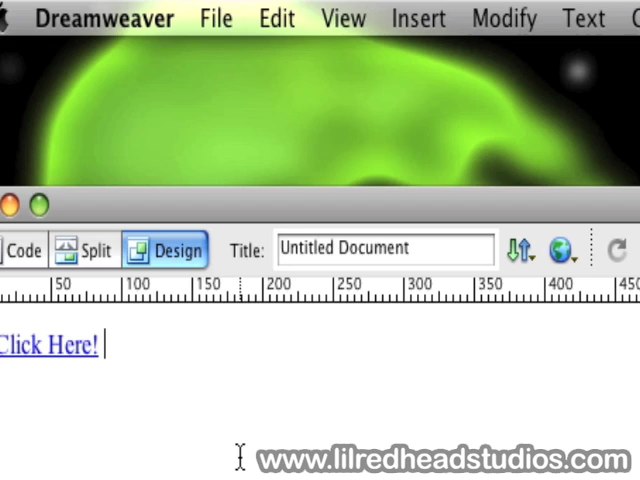 Dreamweaver File Edit View Insert Modify Text
Code Split Design Title: Untitled Document
50 100 150 200 250 300 350 400 450
Click Here!
www.lilredheadstudios.com